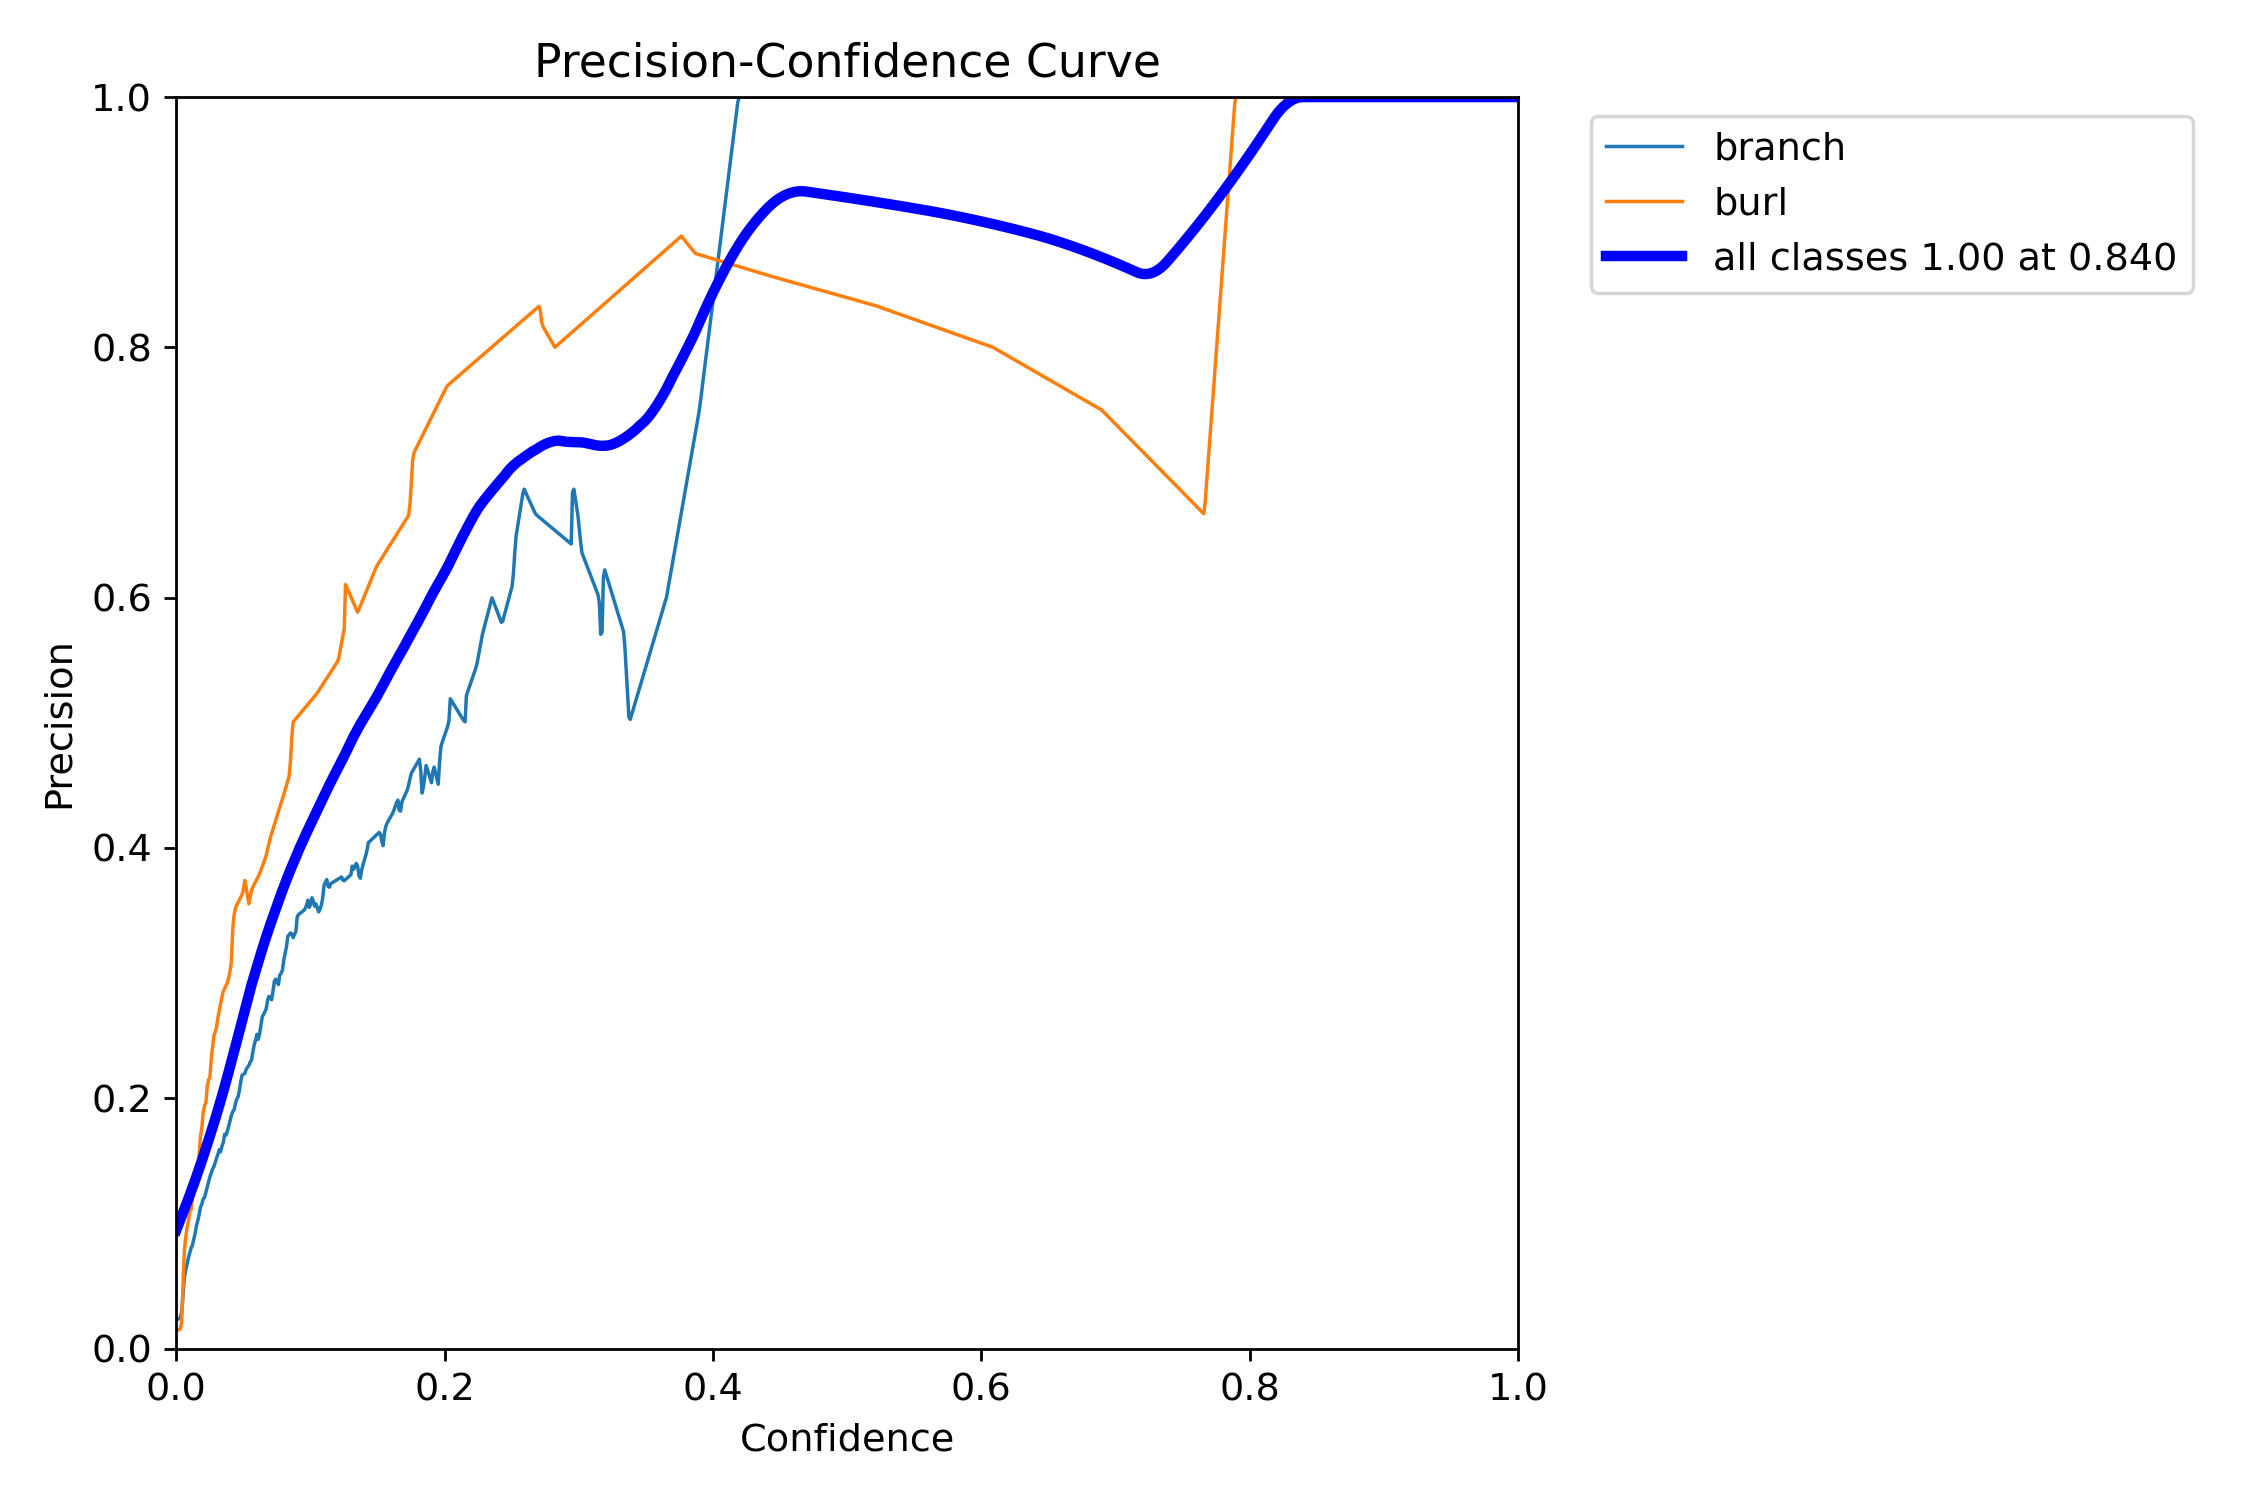 Precision-Confidence Curve
1.0
0.8
0.6
0.4
0.2
0.0
Precision
0.0 0.2 0.4 0.6 0.8 1.0
Confidence
branch
burl
all classes 1.00 at 0.840